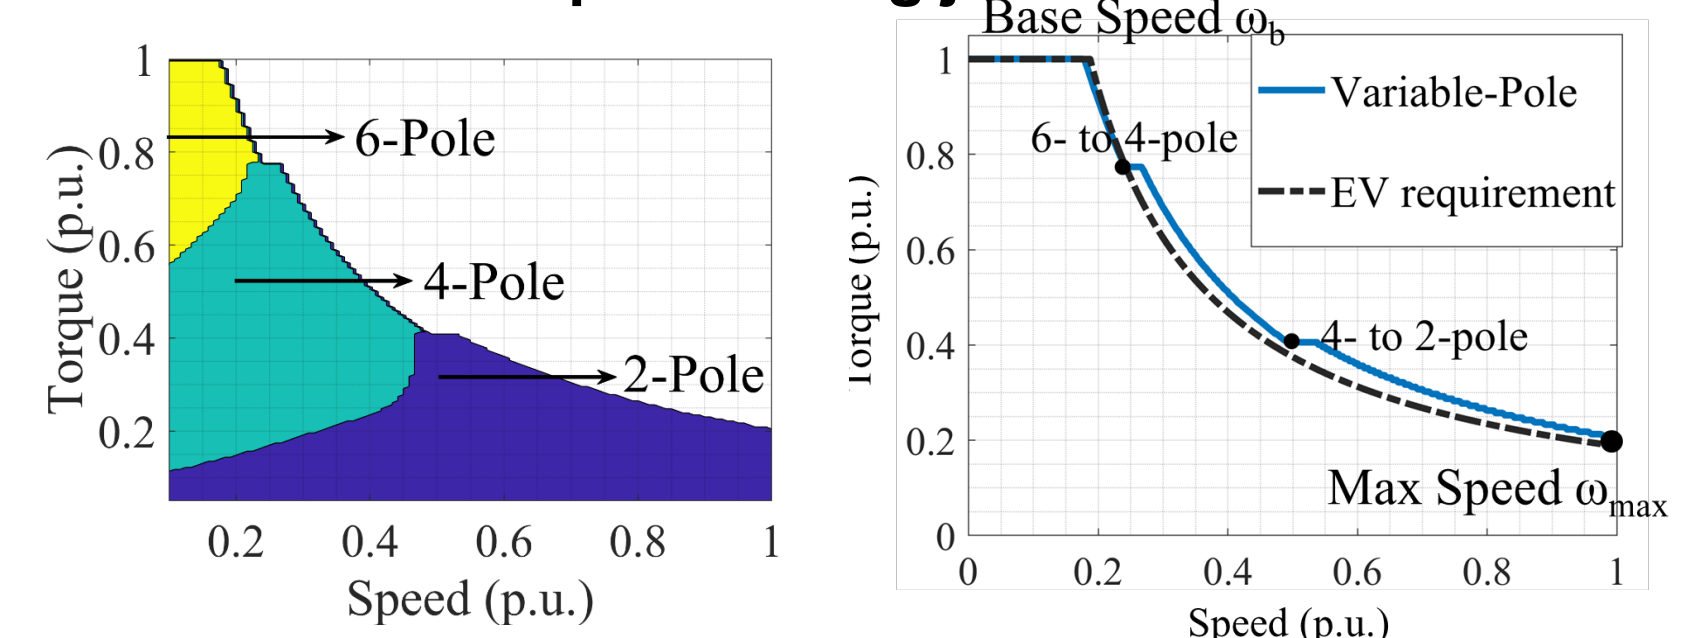 1
0.8
0.6
0.4
0.2
Torque (p.u.)
6-Pole
4-Pole
2-Pole
0.2 0.4 0.6 0.8 1
Speed (p.u.)
Base Speed ωb
1
0.8
0.6
0.4
0.2
0
Torque (p.u.)
Variable-Pole
EV requirement
6- to 4-pole
4- to 2-pole
Max Speed ωmax
0 0.2 0.4 0.6 0.8 1
Speed (p.u.)